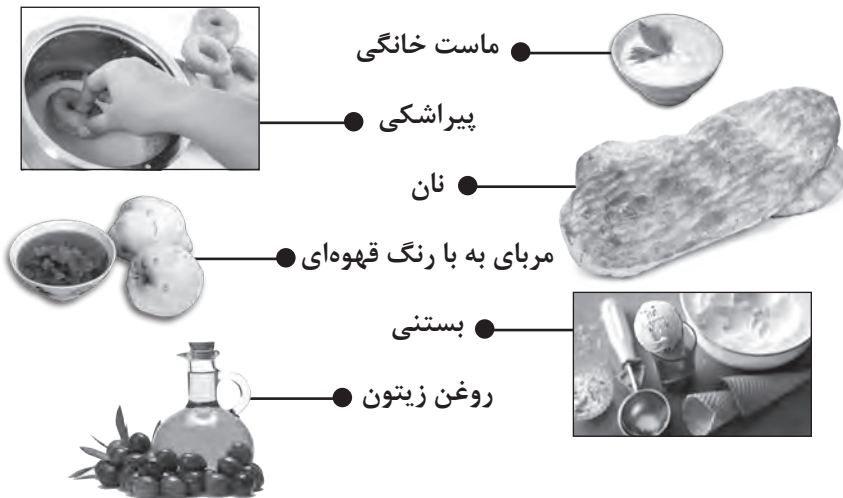 ماست خانگی
پیراشکی
نان
مربای به با رنگ قهوه‌ای
بستنی
روغن زیتون